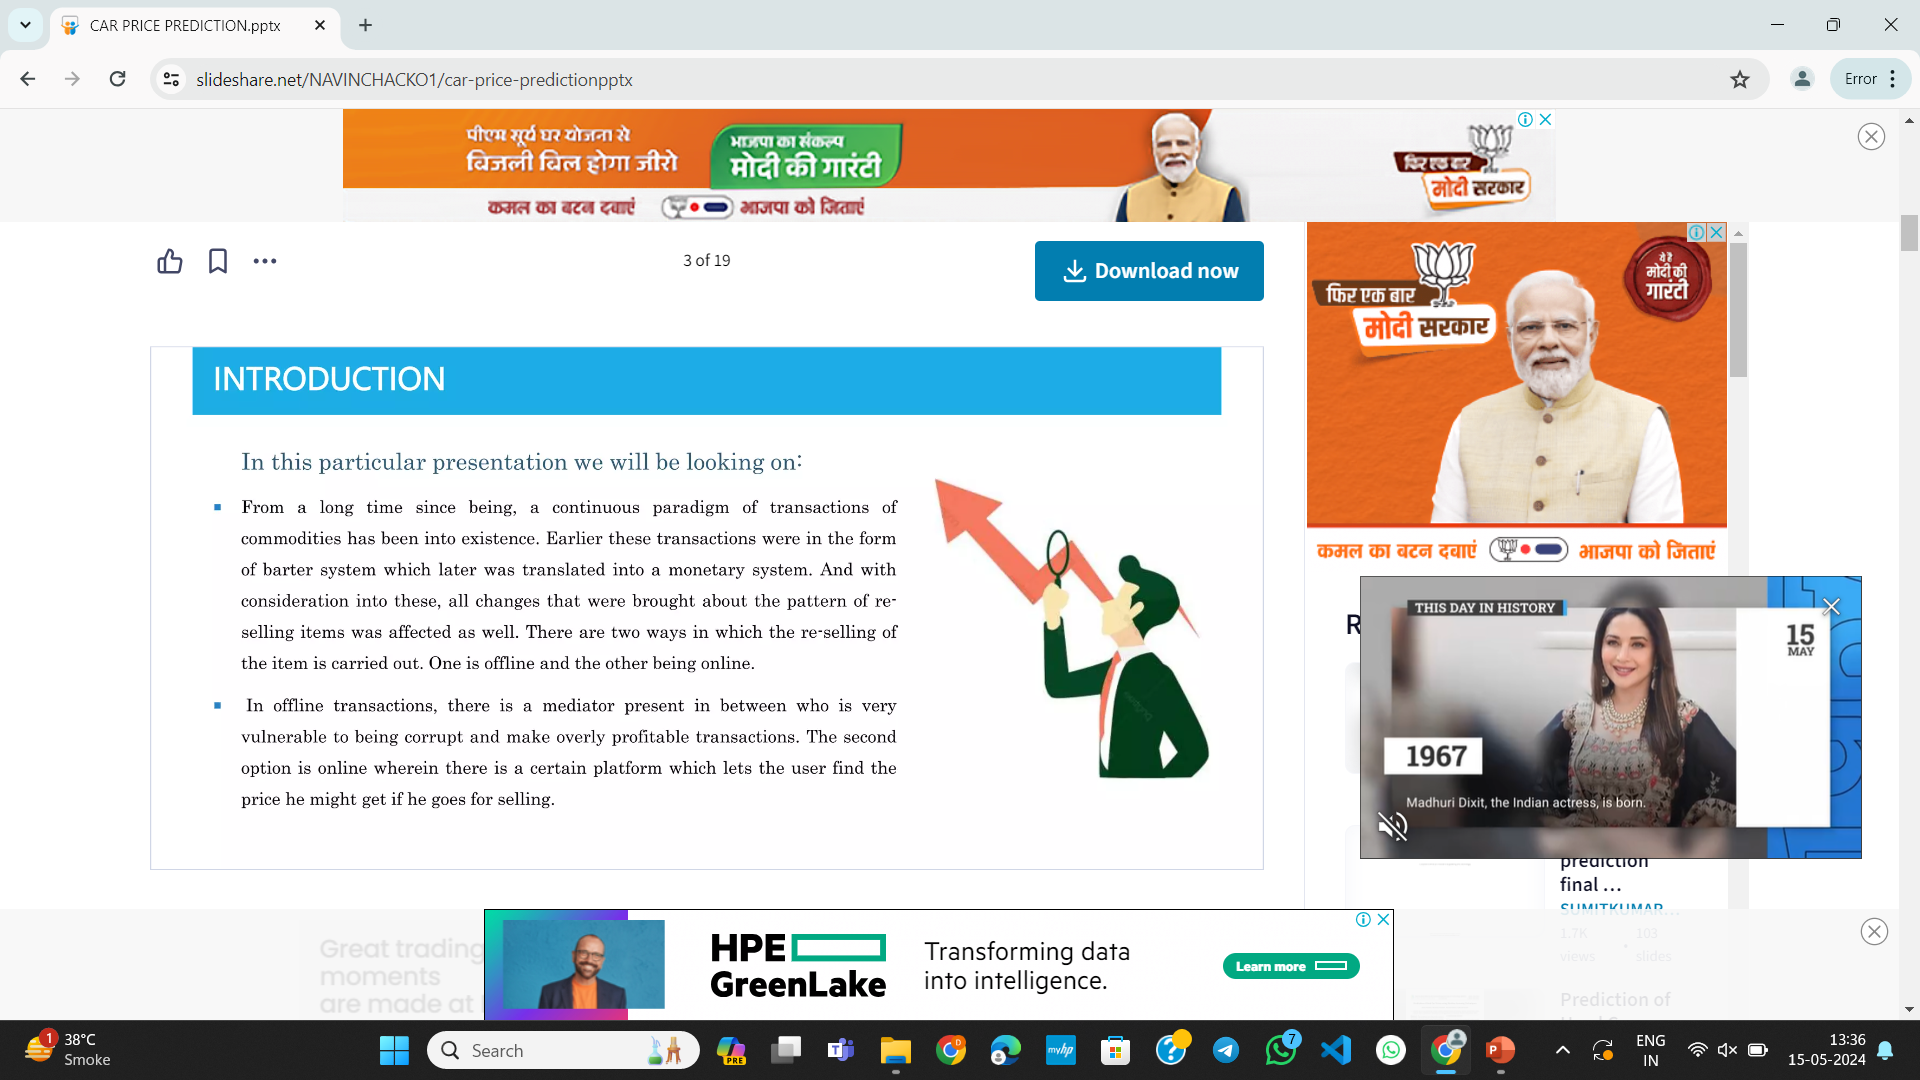 CAR PRICE PREDICTION.pptx
slideshare.net/NAVINCHACKO1/car-price-predictionpptx
Error
पीएम सूर्य घर योजना से
बिजली बिल होगा जीरो
भाजपा का संकल्प
मोदी की गारंटी
कमल का बटन दबाएं
भाजपा को जिताएं
फिर एक बार
मोदी सरकार
3 of 19
Download now
INTRODUCTION
In this particular presentation we will be looking on:
From a long time since being, a continuous paradigm of transactions of
commodities has been into existence. Earlier these transactions were in the form
of barter system which later was translated into a monetary system. And with
consideration into these, all changes that were brought about the pattern of re-
selling items was affected as well. There are two ways in which the re-selling of
the item is carried out. One is offline and the other being online.
In offline transactions, there is a mediator present in between who is very
vulnerable to being corrupt and make overly profitable transactions. The second
option is online wherein there is a certain platform which lets the user find the
price he might get if he goes for selling.
फिर एक बार
मोदी सरकार
ये है
मोदी की
गारंटी
कमल का बटन दबाएं
भाजपा को जिताएं
R
THIS DAY IN HISTORY
15
MAY
1967
Madhuri Dixit, the Indian actress, is born.
prediction
final ...
SUMITKUMAR...
1.7K
views
103
slides
Prediction of
Great trading
moments
are made at
HPE
GreenLake
Transforming data
into intelligence.
Learn more
1
38°C
Smoke
Search
PRE
myhp
7
ENG
IN
13:36
15-05-2024